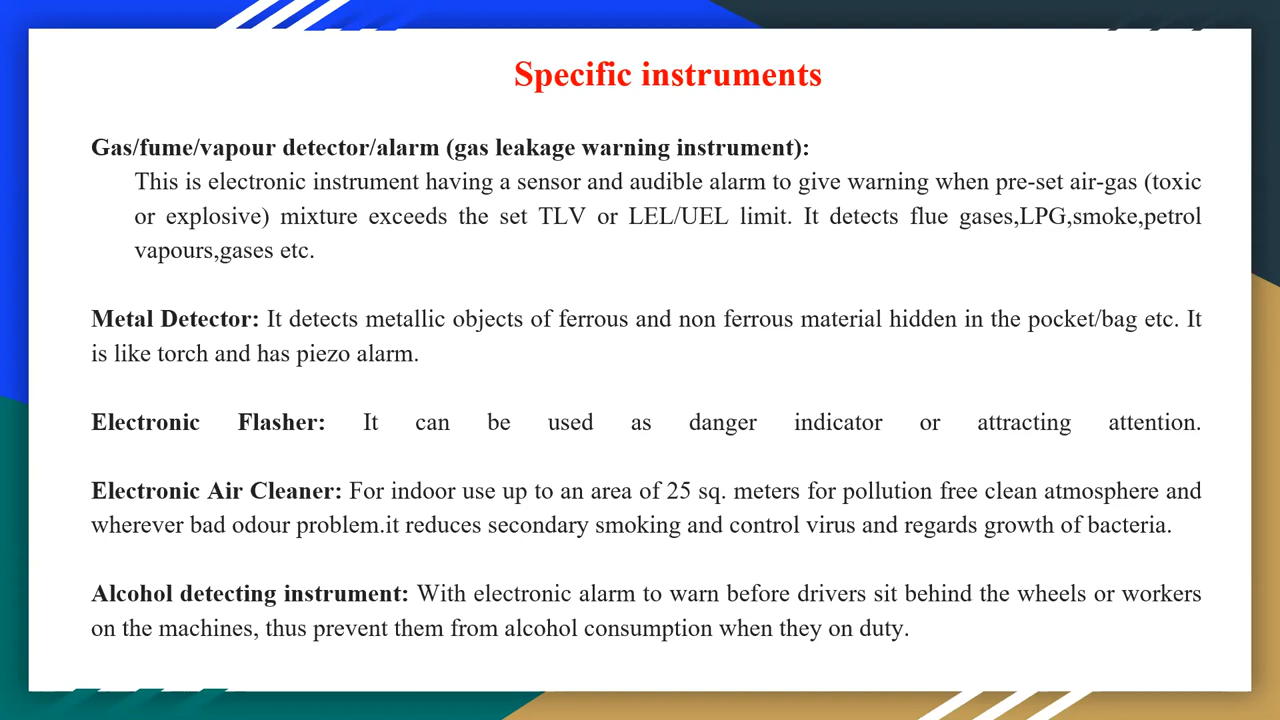 Specific instruments
Gas/fume/vapour detector/alarm (gas leakage warning instrument):
This is electronic instrument having a sensor and audible alarm to give warning when pre-set air-gas (toxic
or explosive) mixture exceeds the set TLV or LEL/UEL limit. It detects flue gases,LPG,smoke,petrol
vapours,gases etc.
Metal Detector: It detects metallic objects of ferrous and non ferrous material hidden in the pocket/bag etc. It
is like torch and has piezo alarm.
Electronic Flasher: It can be used as danger indicator or attracting attention.
Electronic Air Cleaner: For indoor use up to an area of 25 sq. meters for pollution free clean atmosphere and
wherever bad odour problem.it reduces secondary smoking and control virus and regards growth of bacteria.
Alcohol detecting instrument: With electronic alarm to warn before drivers sit behind the wheels or workers
on the machines, thus prevent them from alcohol consumption when they on duty.